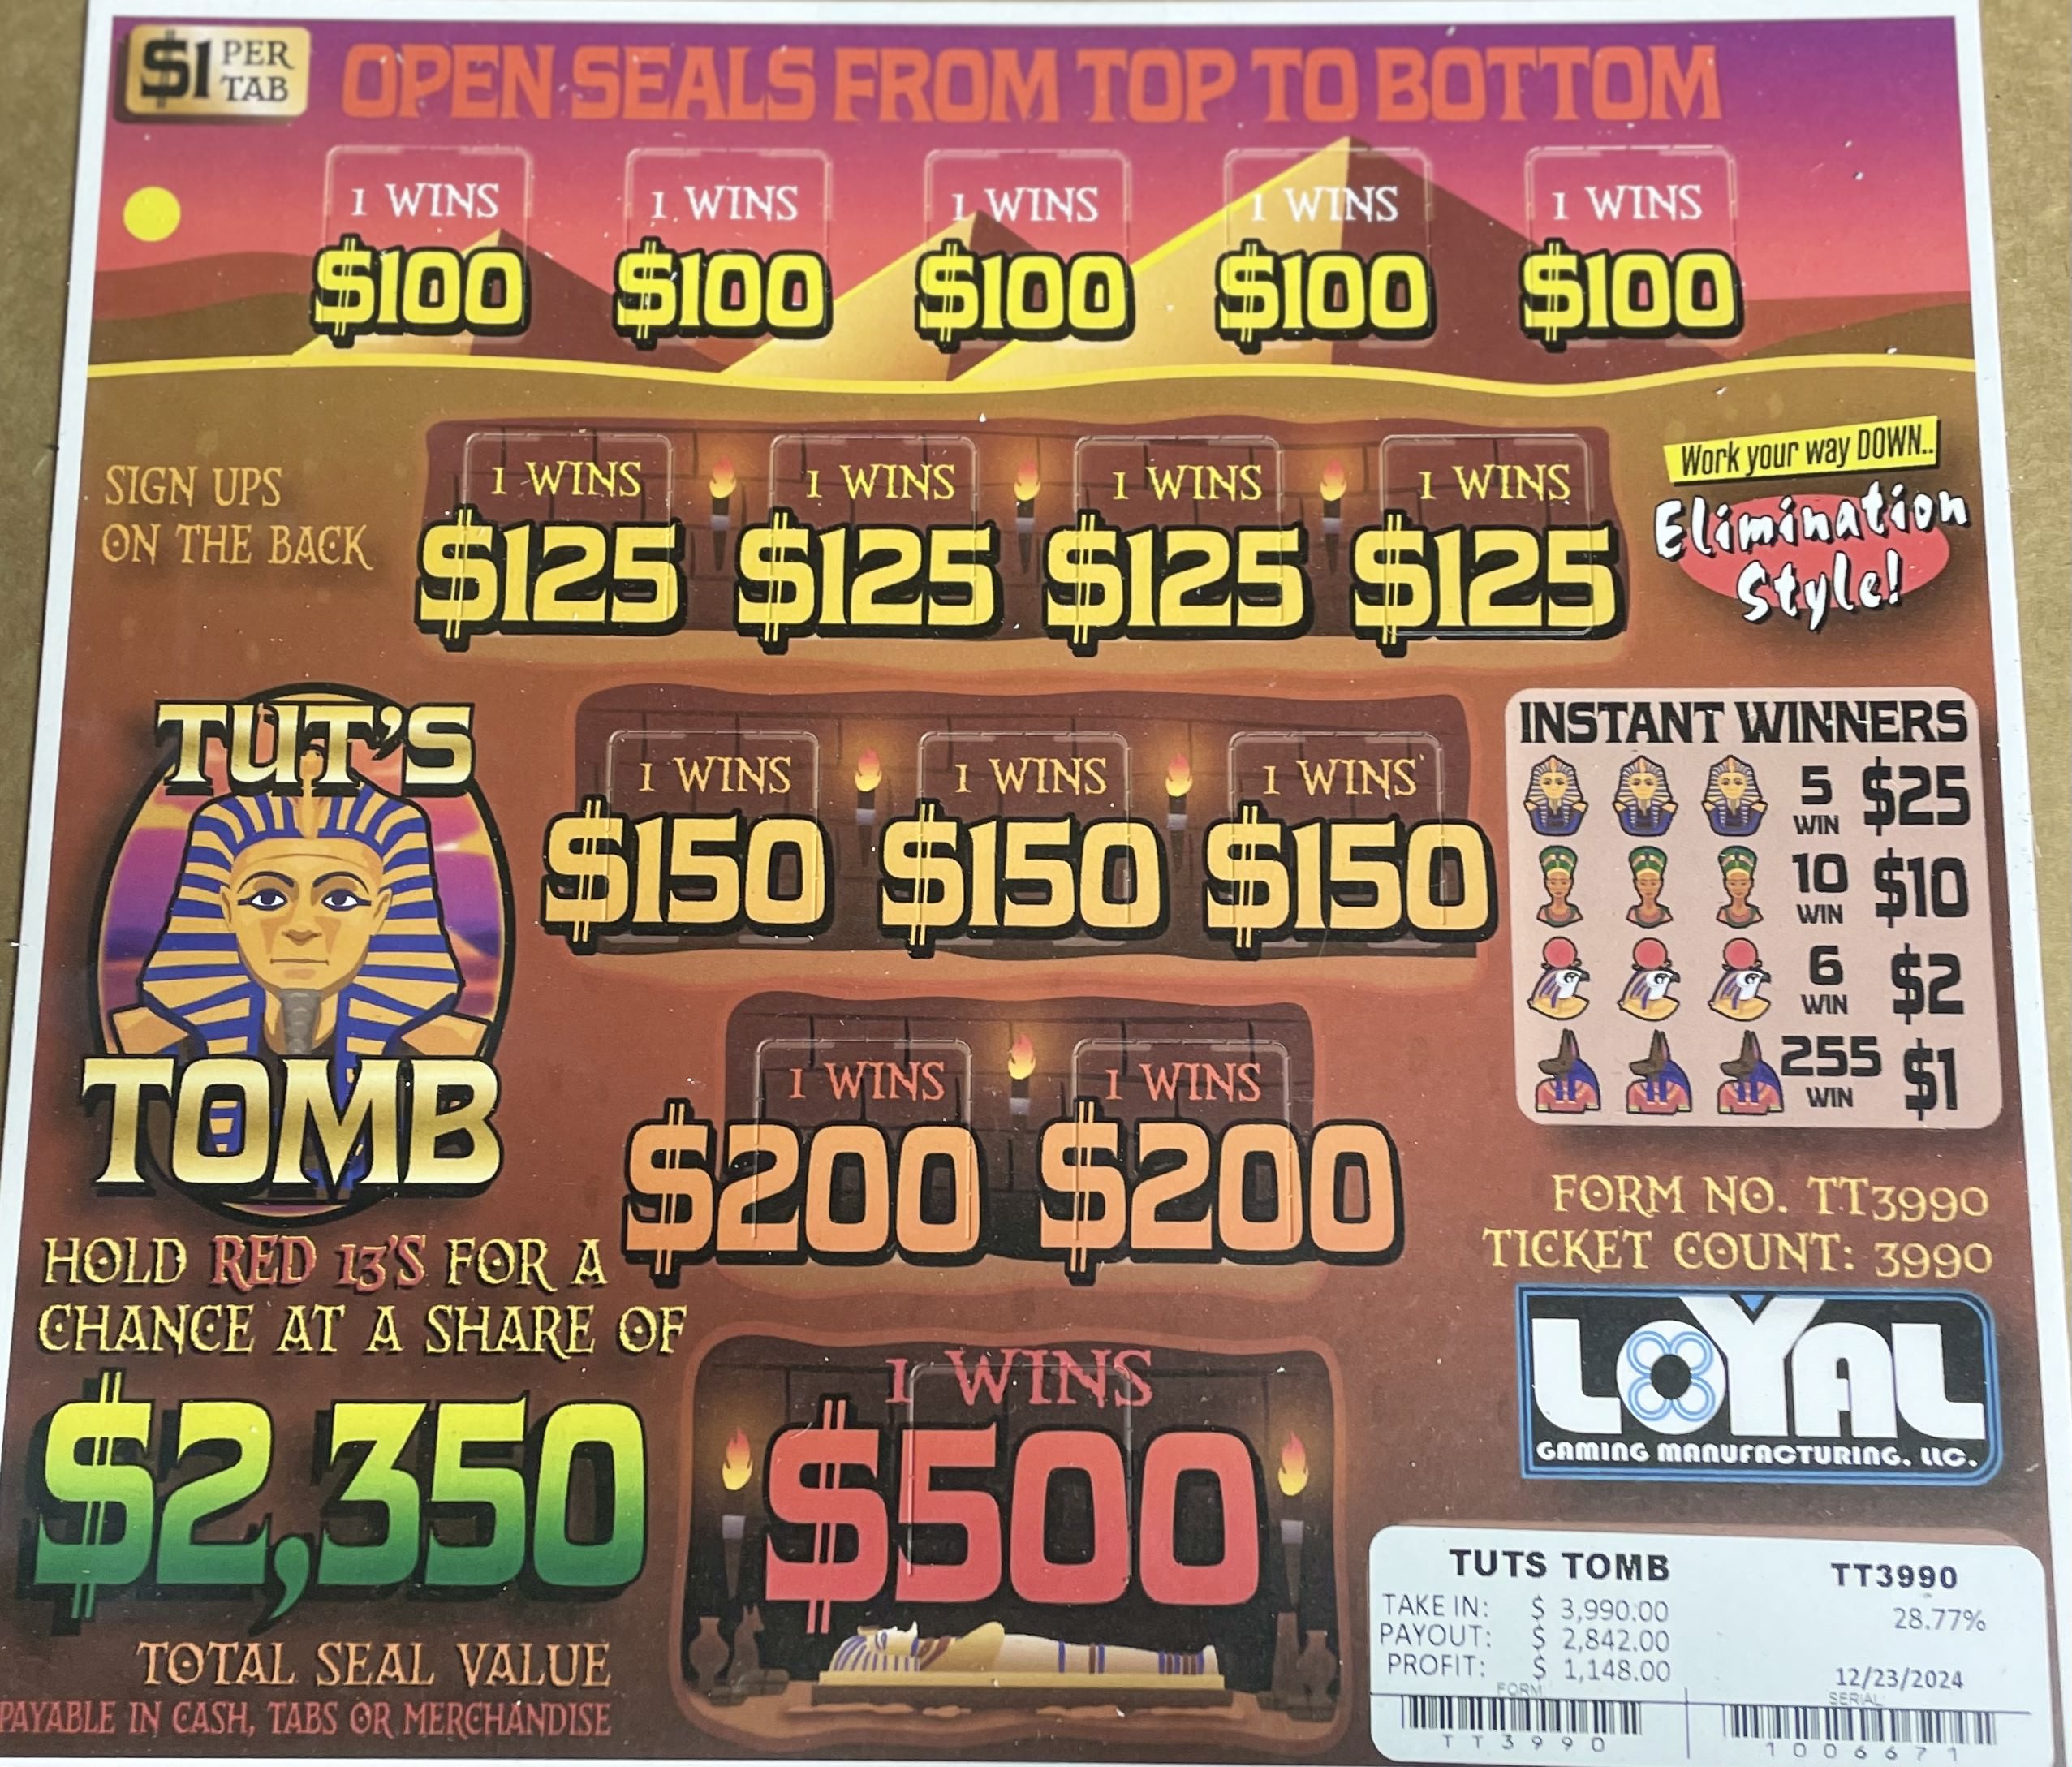 $1 PER TAB
OPEN SEALS FROM TOP TO BOTTOM
1 WINS 1 WINS 1 WINS 1 WINS 1 WINS
$100 $100 $100 $100 $100
SIGN UPS
ON THE BACK
1 WINS 1 WINS 1 WINS 1 WINS
$125 $125 $125 $125
Work your way DOWN..
Elimination
Style!
TUT'S
TOMB
1 WINS 1 WINS 1 WINS
$150 $150 $150
INSTANT WINNERS
5 WIN $25
10 WIN $10
6 WIN $2
255 WIN $1
1 WINS 1 WINS
$200 $200
FORM NO. TT3990
TICKET COUNT: 3990
HOLD RED 13'S FOR A
CHANCE AT A SHARE OF
$2,350
TOTAL SEAL VALUE
PAYABLE IN CASH, TABS OR MERCHANDISE
1 WINS
$500
LOYAL
GAMING MANUFACTURING, LLC.
TUTS TOMB TT3990
TAKE IN: $ 3,990.00 28.77%
PAYOUT: $ 2,842.00
PROFIT: $ 1,148.00 12/23/2024
FORM SERIAL
TT3990 1006671